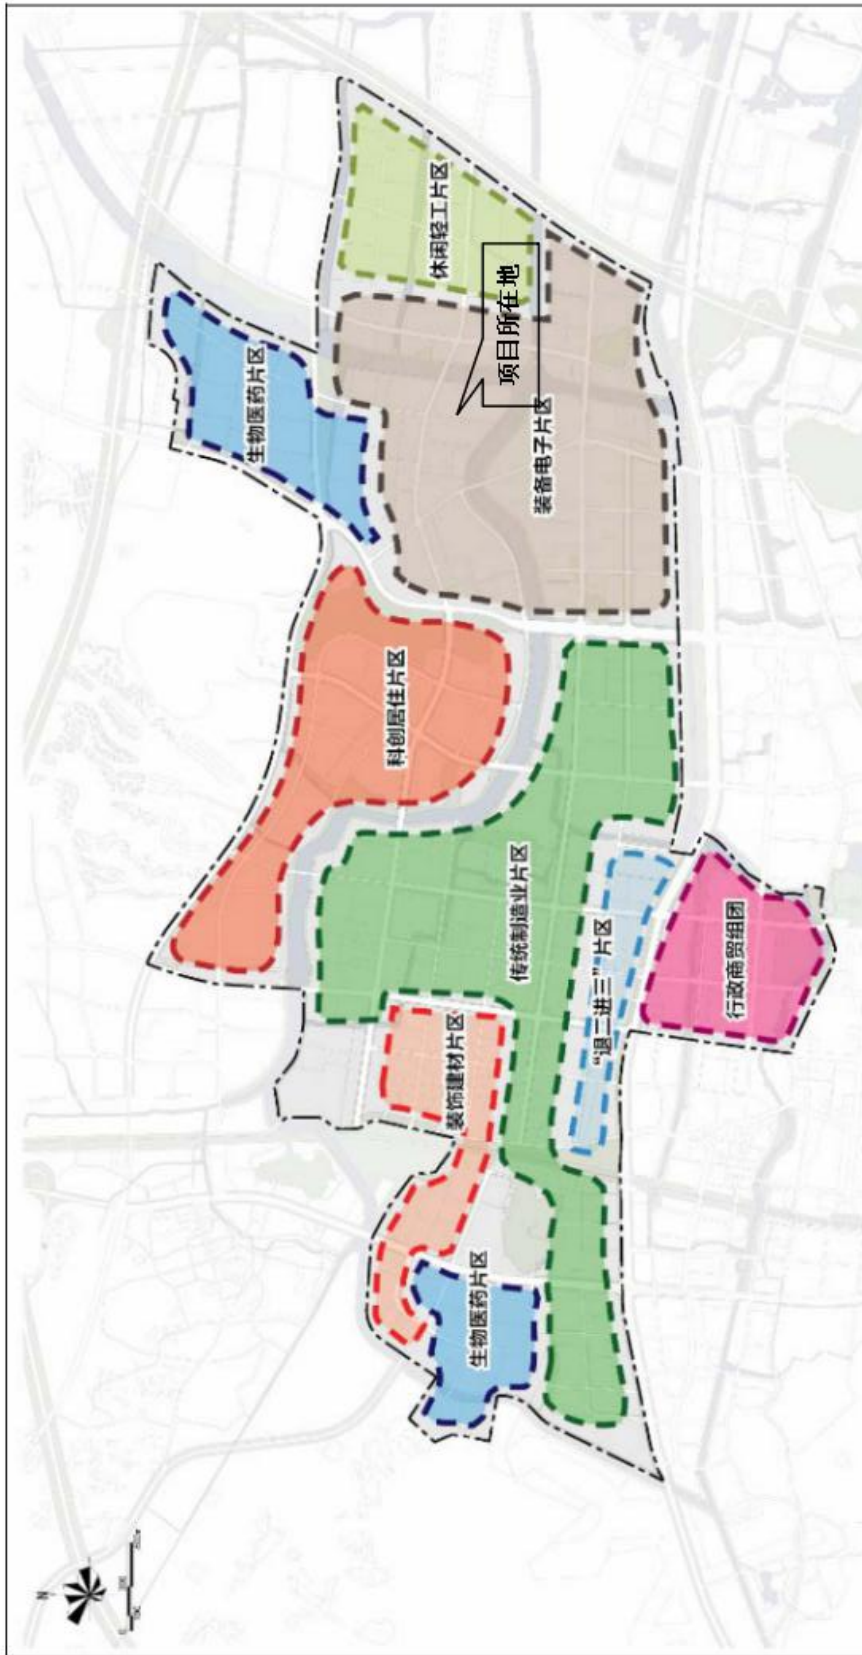 N
生物医药片区
科创居住片区
休闲轻工片区
装饰建材片区
生物医药片区
项目所在地
传统制造业片区
装备电子片区
“退二进三”片区
行政商贸组团